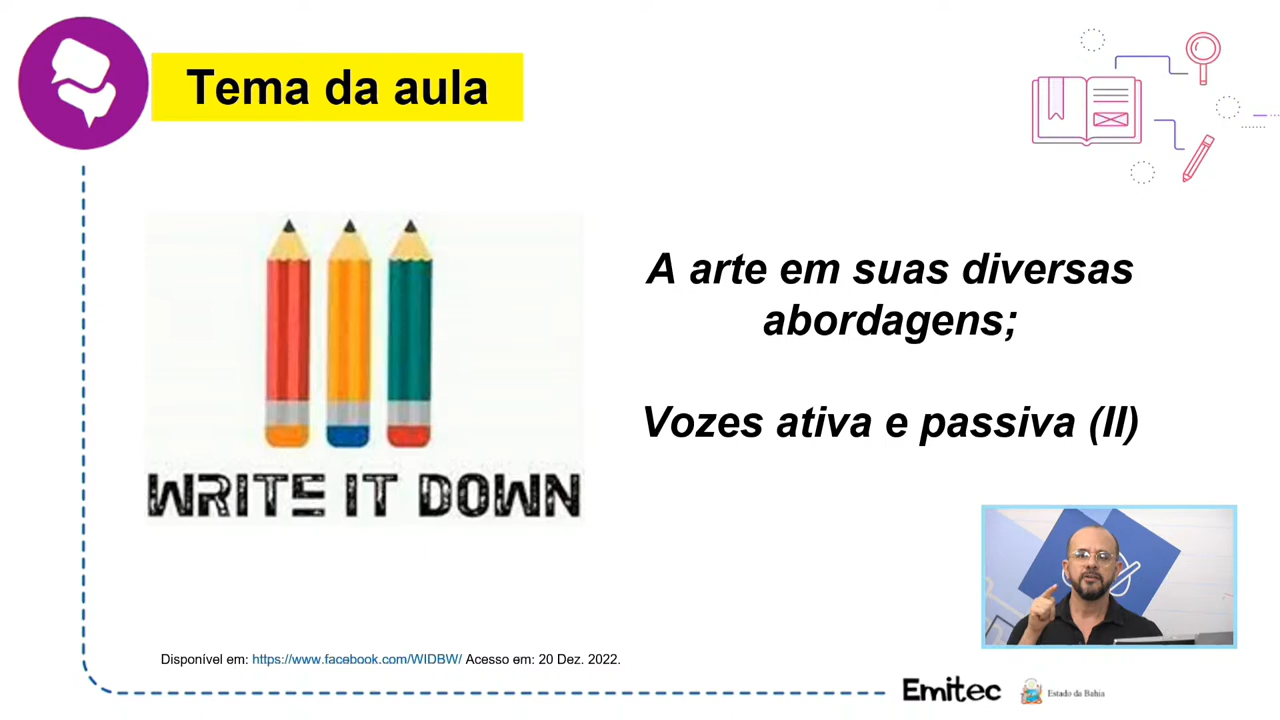 Tema da aula
A arte em suas diversas
abordagens;
Vozes ativa e passiva (II)
WRITE IT DOWN
Disponível em: https://www.facebook.com/WIDBW/ Acesso em: 20 Dez. 2022.
Emitec
Estado da Bahia